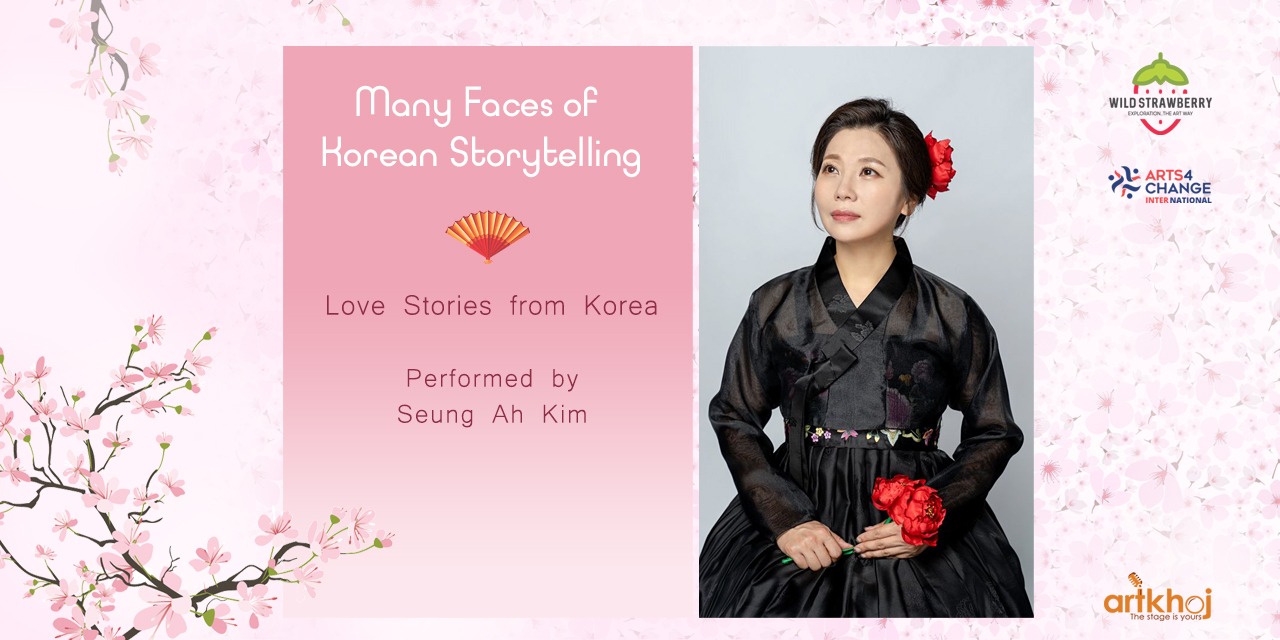 Many Faces of
Korean Storytelling
Love Stories from Korea
Performed by
Seung Ah Kim
WILD STRAWBERRY
EXPLORATION, THE ART WAY
ARTS4
CHANGE
INTERNATIONAL
artkhoj
The stage is yours